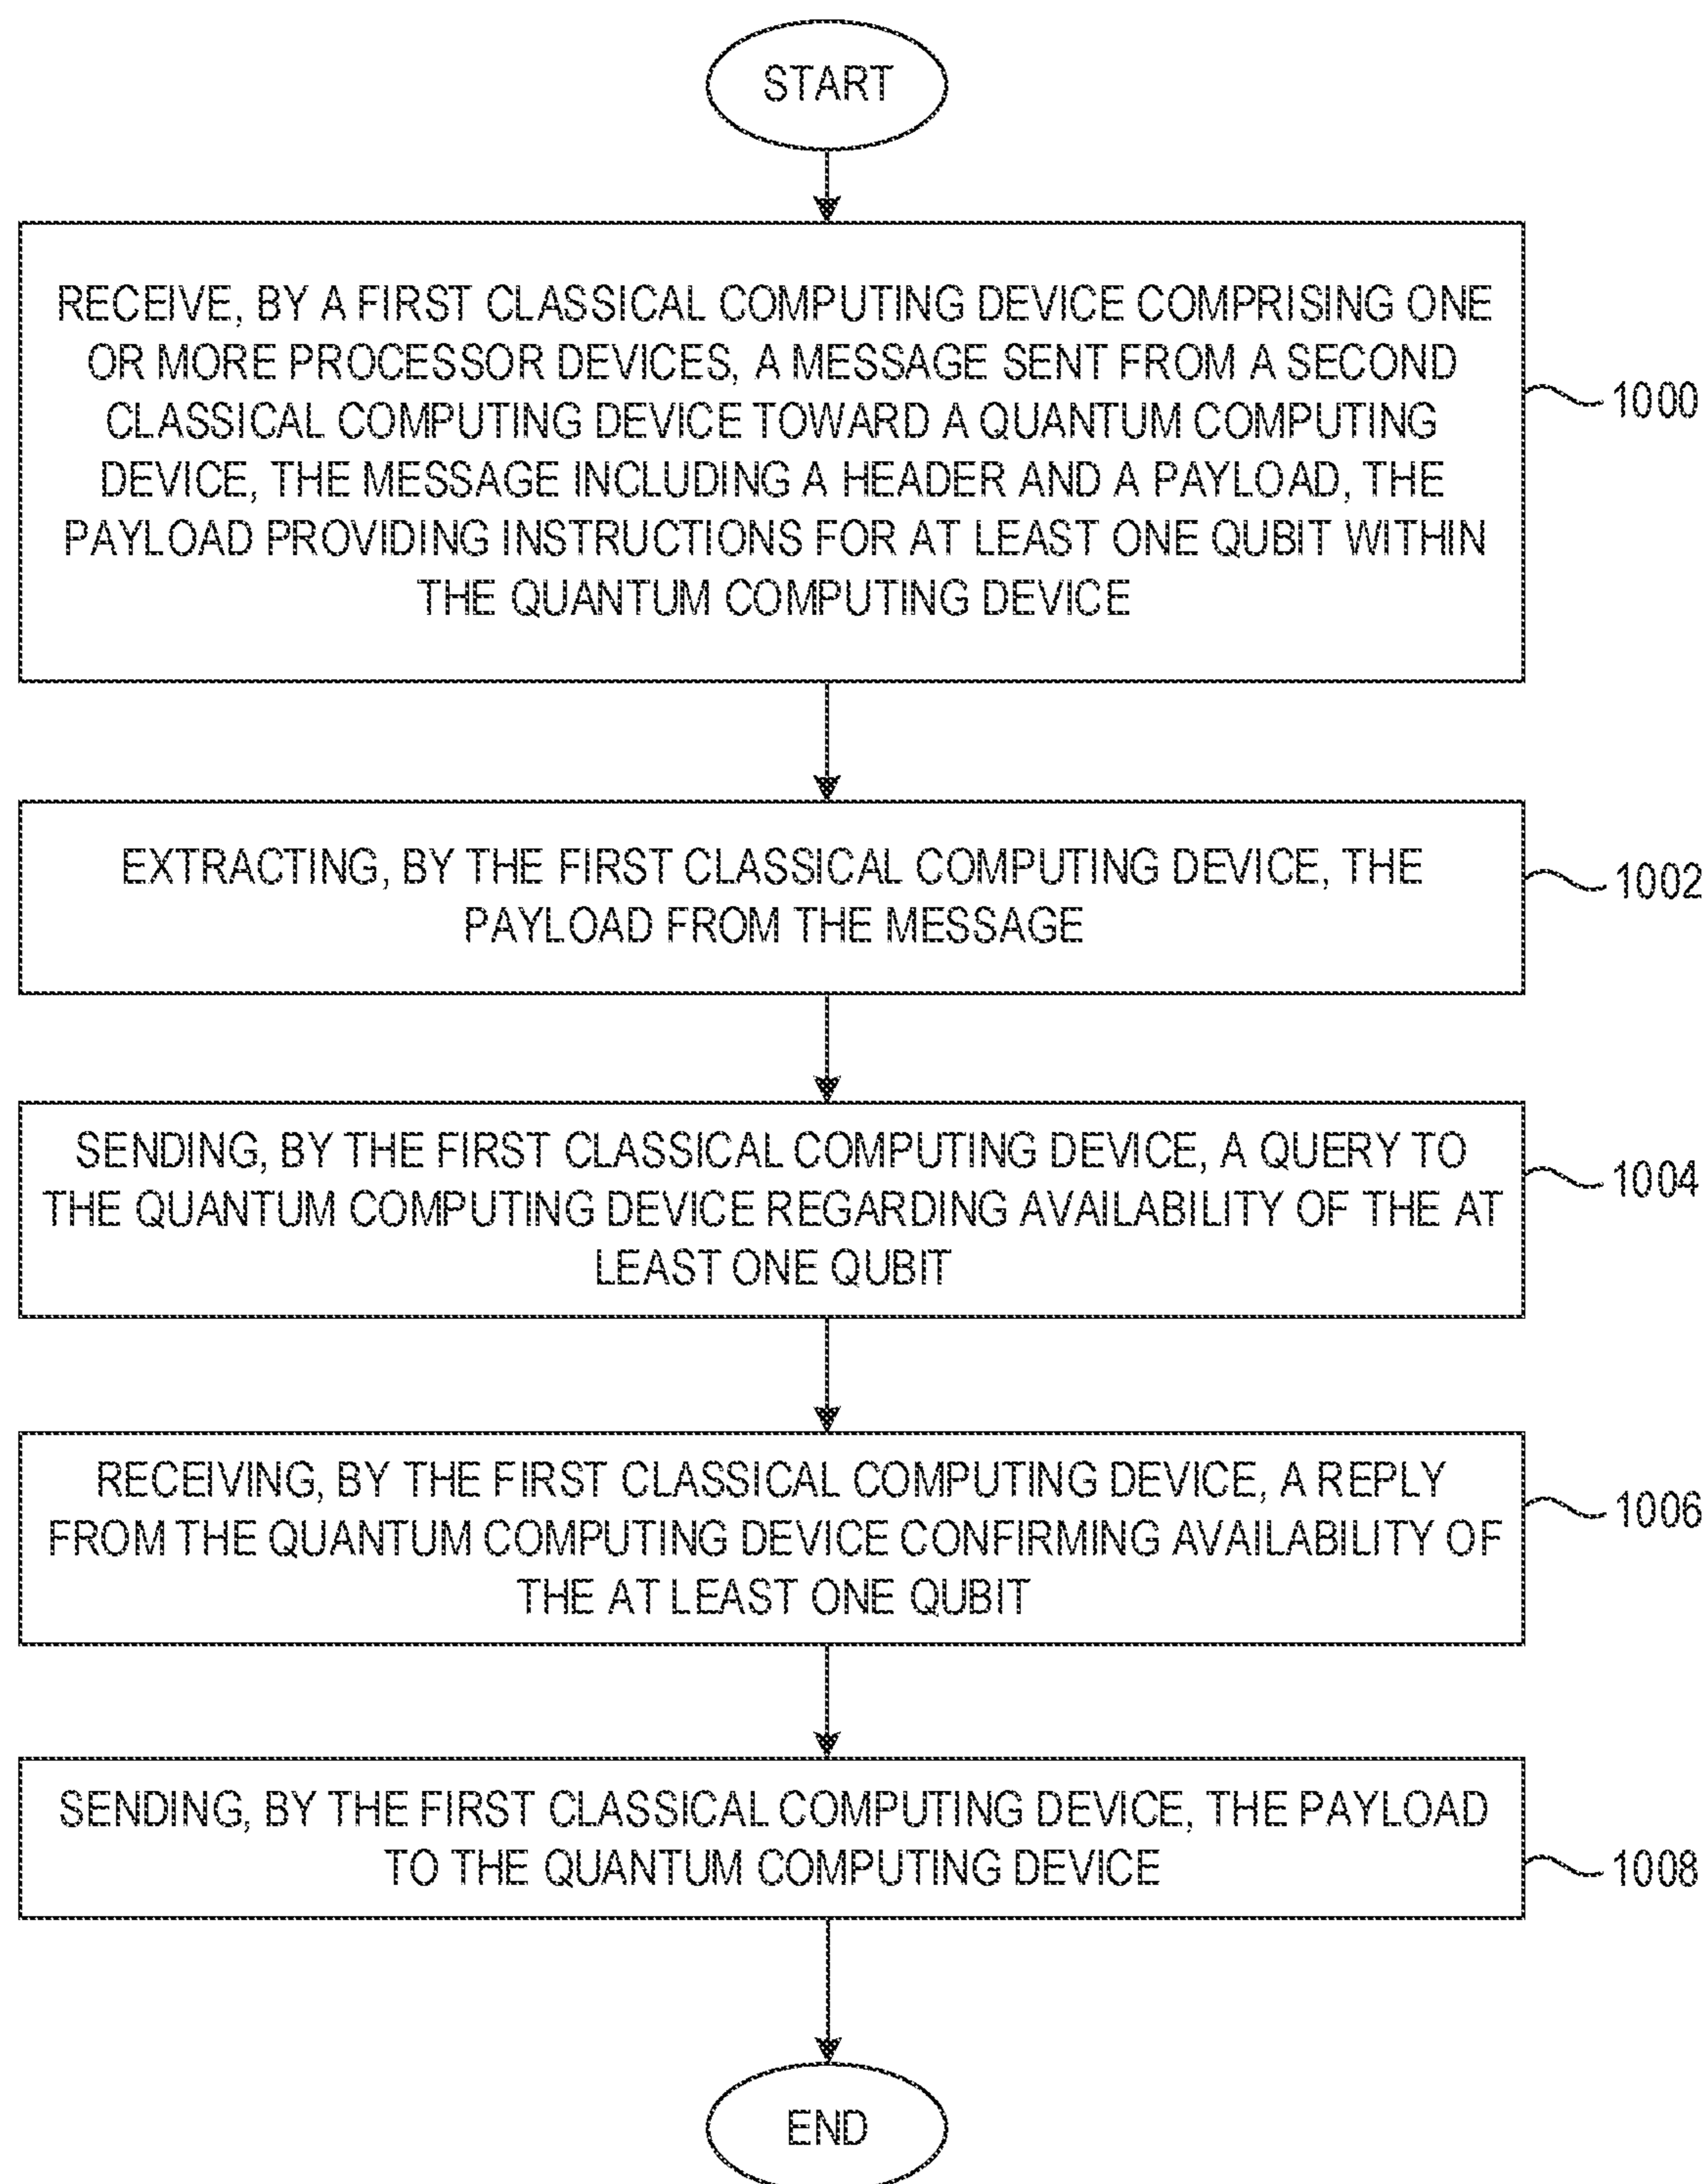 START
RECEIVE, BY A FIRST CLASSICAL COMPUTING DEVICE COMPRISING ONE
OR MORE PROCESSOR DEVICES, A MESSAGE SENT FROM A SECOND
CLASSICAL COMPUTING DEVICE TOWARD A QUANTUM COMPUTING
DEVICE, THE MESSAGE INCLUDING A HEADER AND A PAYLOAD, THE
PAYLOAD PROVIDING INSTRUCTIONS FOR AT LEAST ONE QUBIT WITHIN
THE QUANTUM COMPUTING DEVICE
1000
EXTRACTING, BY THE FIRST CLASSICAL COMPUTING DEVICE, THE
PAYLOAD FROM THE MESSAGE
1002
SENDING, BY THE FIRST CLASSICAL COMPUTING DEVICE, A QUERY TO
THE QUANTUM COMPUTING DEVICE REGARDING AVAILABILITY OF THE AT
LEAST ONE QUBIT
1004
RECEIVING, BY THE FIRST CLASSICAL COMPUTING DEVICE, A REPLY
FROM THE QUANTUM COMPUTING DEVICE CONFIRMING AVAILABILITY OF
THE AT LEAST ONE QUBIT
1006
SENDING, BY THE FIRST CLASSICAL COMPUTING DEVICE, THE PAYLOAD
TO THE QUANTUM COMPUTING DEVICE
1008
END